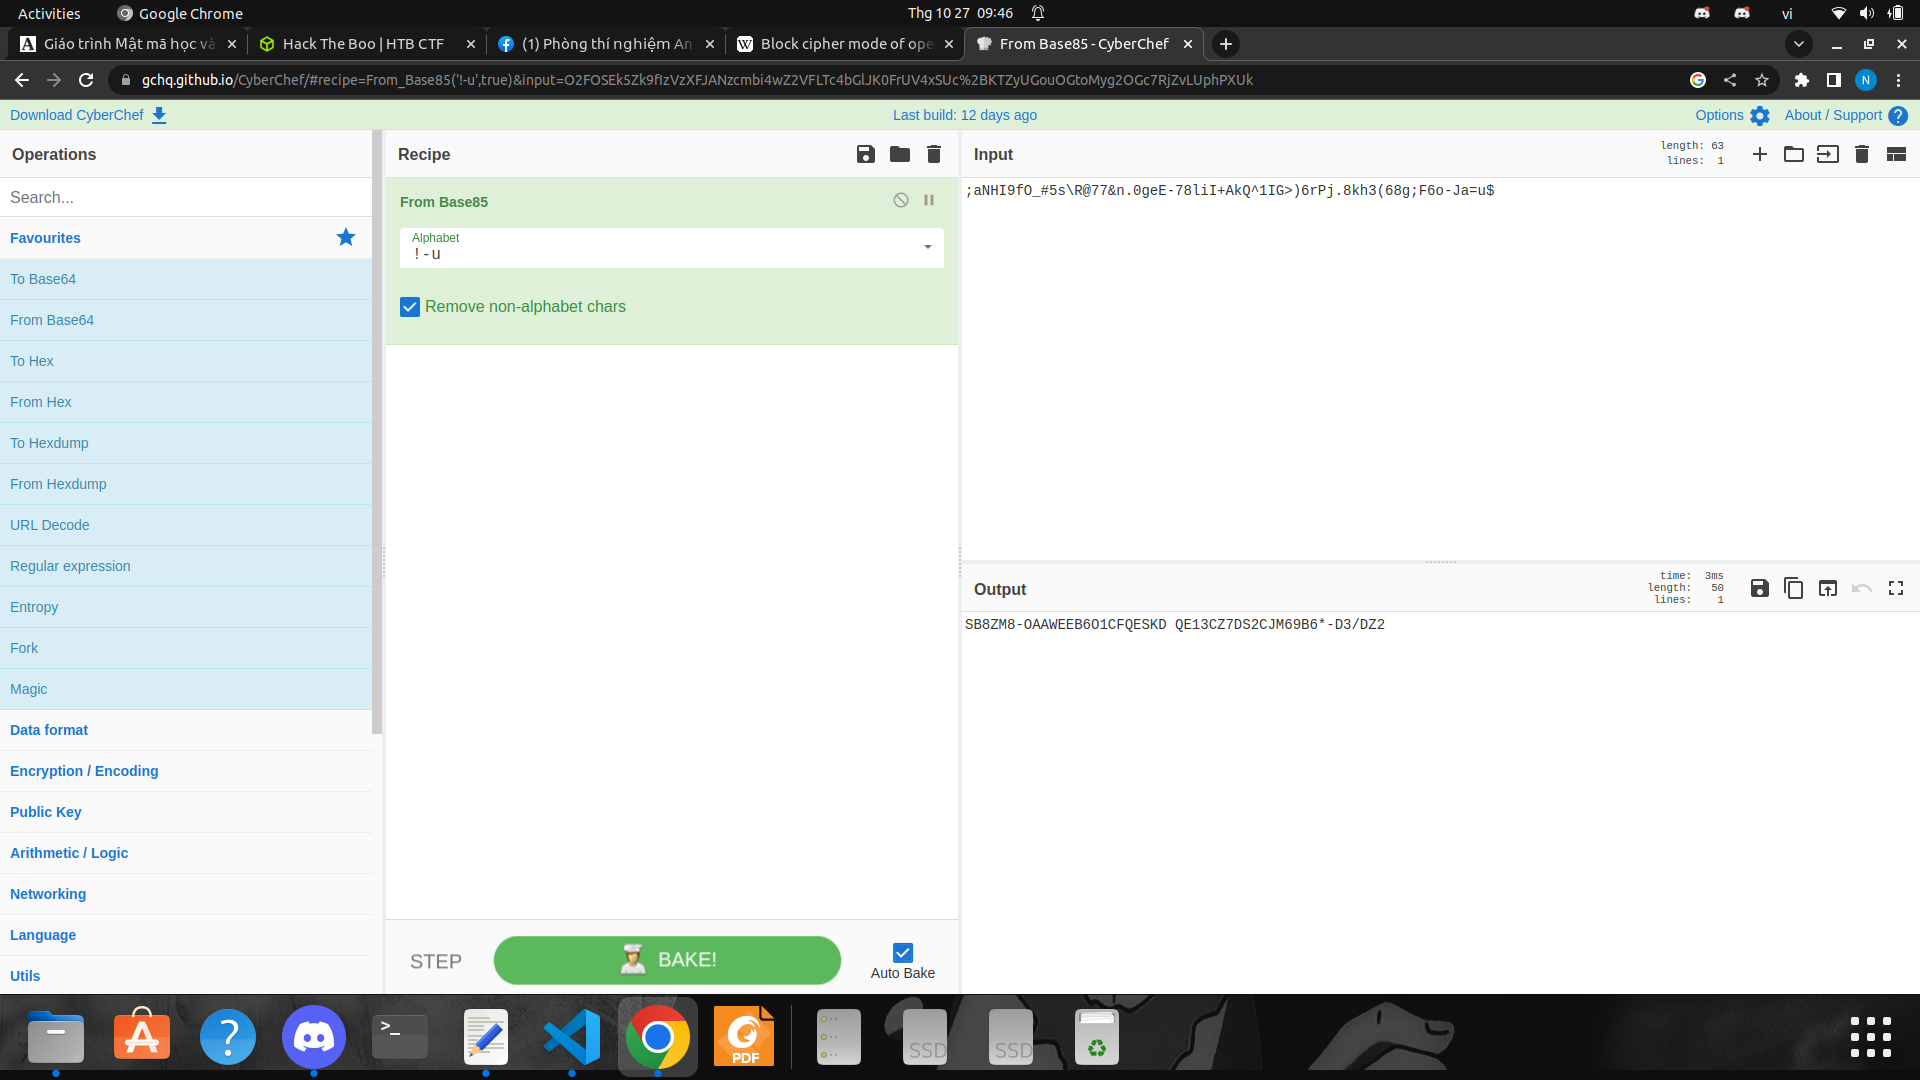 Activities
Google Chrome
Thg 10 27 09:46
vi
Giáo trình Mật mã học và
Hack The Boo | HTB CTF
(1) Phòng thí nghiệm An
Block cipher mode of ope
From Base85 - CyberChef
gchq.github.io/CyberChef/#recipe=From_Base85('!-u',true)&input=O2FOSEk5Zk9fIzVzXFJANzcmbi4wZ2VFLTc4bGlJK0FrUV4xSUc%2BKTZyUGouOGtoMyg2OGc7RjZvLUphPXUk
N
Download CyberChef
Last build: 12 days ago
Options
About / Support
Operations
Search...
Favourites
To Base64
From Base64
To Hex
From Hex
To Hexdump
From Hexdump
URL Decode
Regular expression
Entropy
Fork
Magic
Data format
Encryption / Encoding
Public Key
Arithmetic / Logic
Networking
Language
Utils
Recipe
From Base85
Alphabet
!-u
Remove non-alphabet chars
STEP
BAKE!
Auto Bake
Input
length: 63
lines: 1
;aNHI9fO_#5s\R@77&n.0geE-78liI+AkQ^1IG>)6rPj.8kh3(68g;F6o-Ja=u$
Output
time: 3ms
length: 50
lines: 1
SB8ZM8-OAAWEEB6O1CFQESKD QE13CZ7DS2CJM69B6*-D3/DZ2
PDF
SSD
SSD